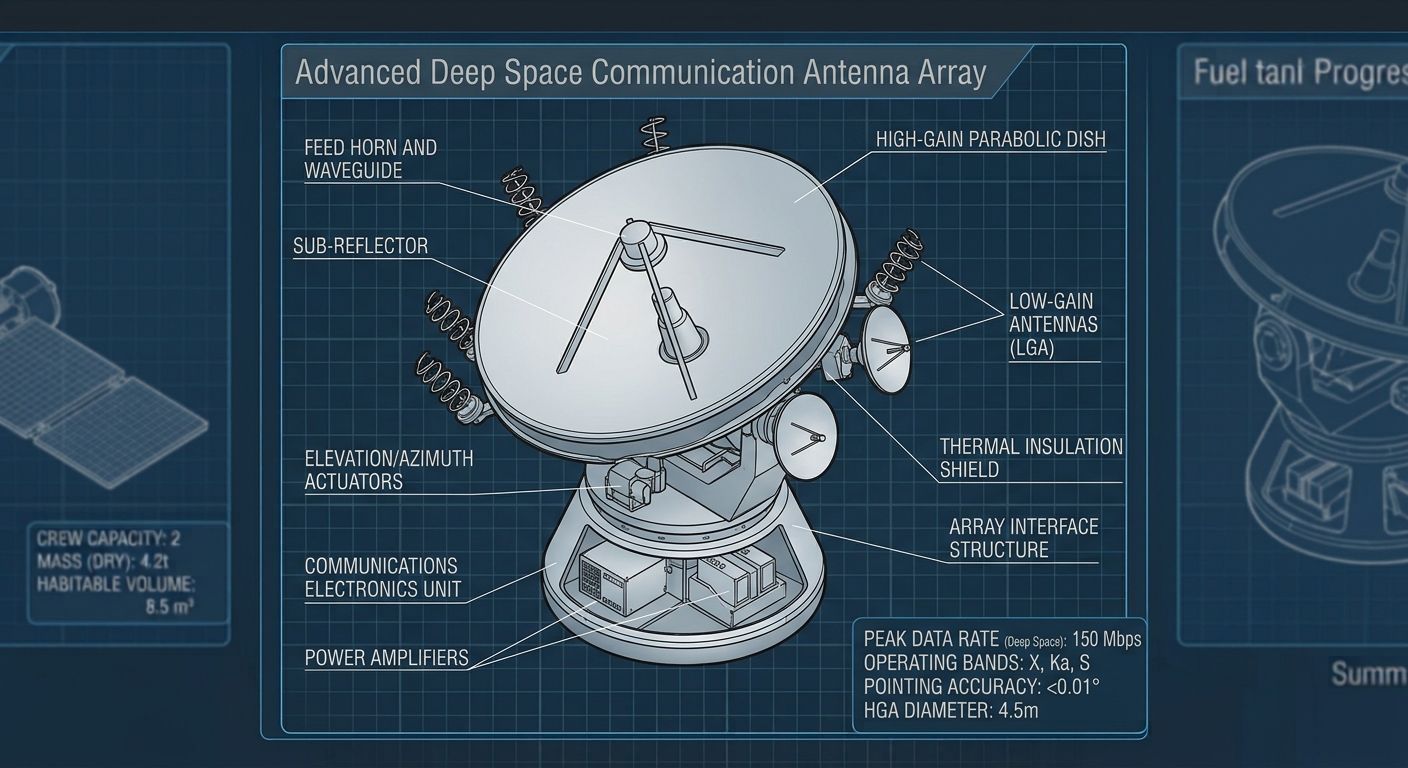 Advanced Deep Space Communication Antenna Array
FEED HORN AND
WAVEGUIDE
SUB-REFLECTOR
ELEVATION/AZIMUTH
ACTUATORS
COMMUNICATIONS
ELECTRONICS UNIT
POWER AMPLIFIERS
HIGH-GAIN PARABOLIC DISH
LOW-GAIN
ANTENNAS
(LGA)
THERMAL INSULATION
SHIELD
ARRAY INTERFACE
STRUCTURE
PEAK DATA RATE (Deep Space): 150 Mbps
OPERATING BANDS: X, Ka, S
POINTING ACCURACY: <0.01°
HGA DIAMETER: 4.5m
CREW CAPACITY: 2
MASS (DRY): 4.2t
HABITABLE VOLUME:
8.5 m³
Fuel tanl Progres
Summ